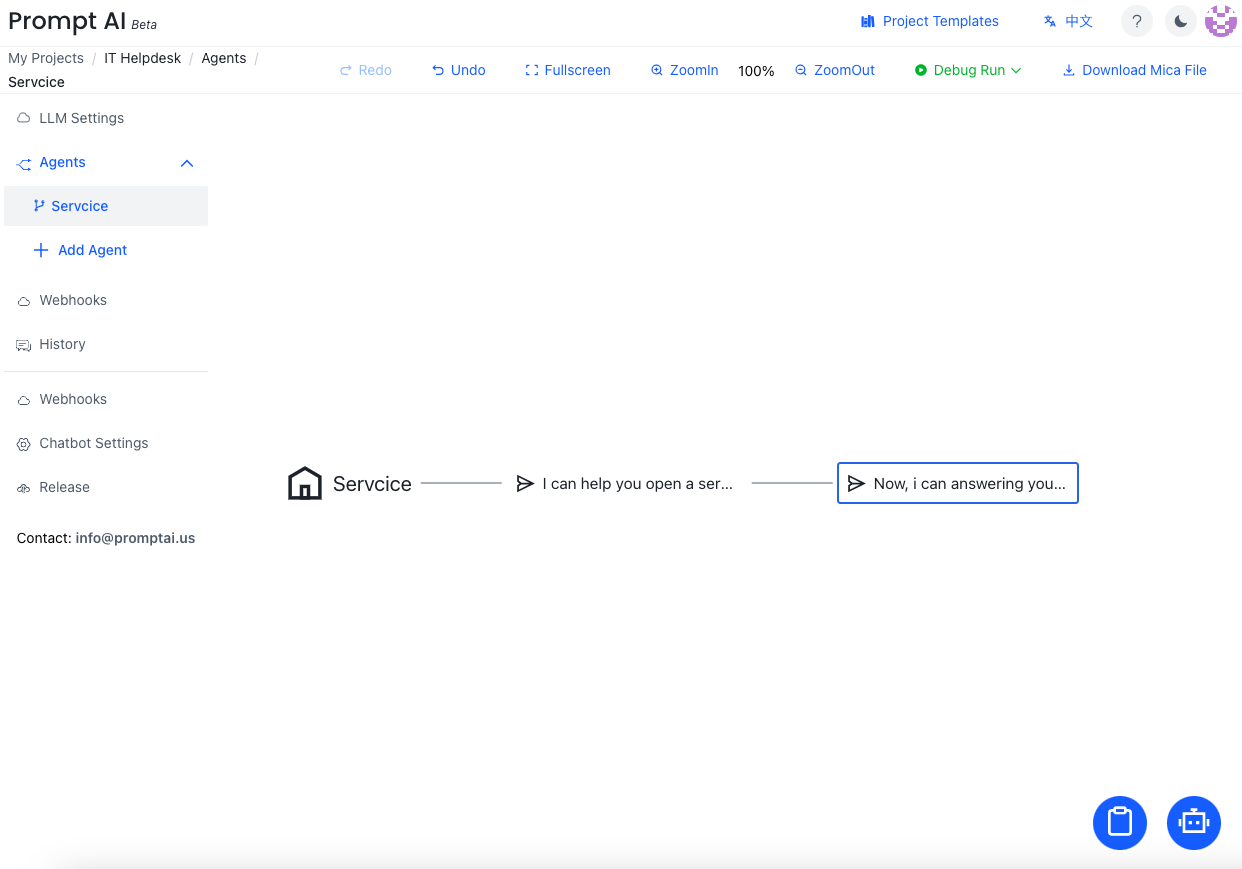 Prompt AI Beta
Project Templates
中文
?
My Projects / IT Helpdesk / Agents /
Servcice
Redo
Undo
Fullscreen
ZoomIn
100%
ZoomOut
Debug Run
Download Mica File
LLM Settings
Agents
Servcice
Add Agent
Webhooks
History
Webhooks
Chatbot Settings
Release
Contact: info@promptai.us
Servcice
I can help you open a ser...
Now, i can answering you...